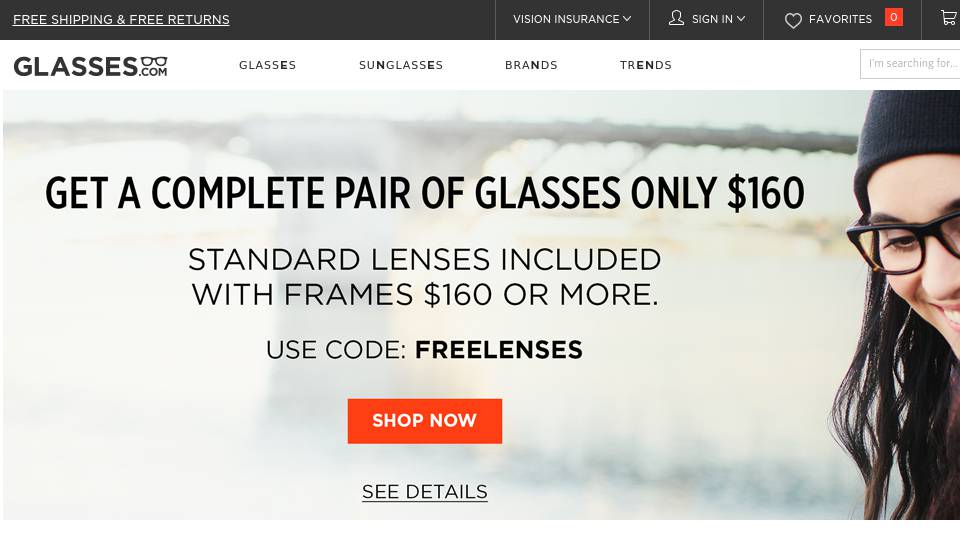 FREE SHIPPING & FREE RETURNS
VISION INSURANCE
SIGN IN
FAVORITES
0
GLASSES.COM
GLASSES
SUNGLASSES
BRANDS
TRENDS
I'm searching for...
GET A COMPLETE PAIR OF GLASSES ONLY $160
STANDARD LENSES INCLUDED
WITH FRAMES $160 OR MORE.
USE CODE: FREELENSES
SHOP NOW
SEE DETAILS